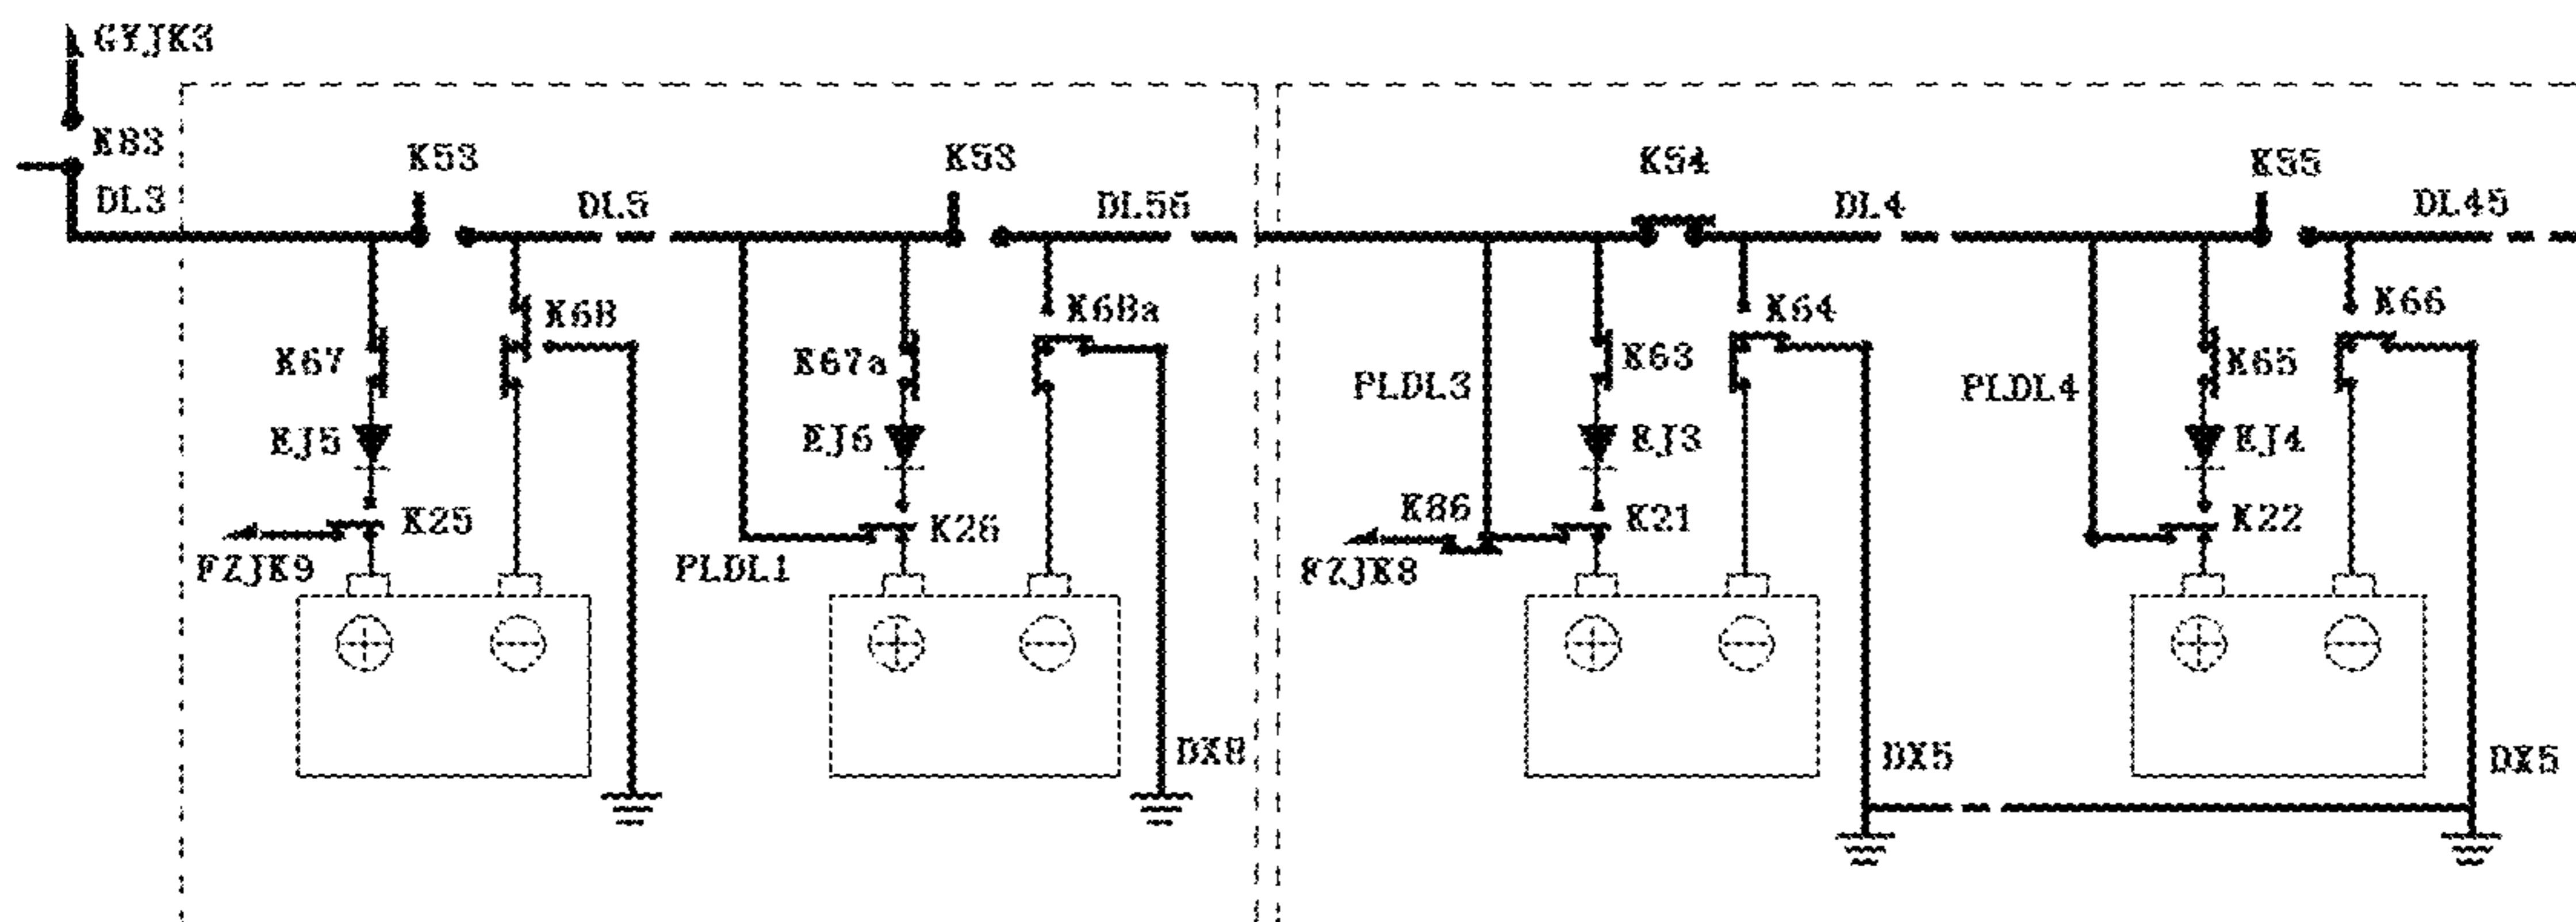 GYJK3
K83
DL3
K53
DL5
K53
DL56
K54
DL4
K55
DL45
K67
K68
K67a
K68a
PLDL3
K63
K64
PLDL4
K65
K66
EJ5
EJ6
EJ3
EJ4
K25
FZJK9
PLDL1
K26
K86
FZJK8
K21
K22
DX8
DX5
DX5